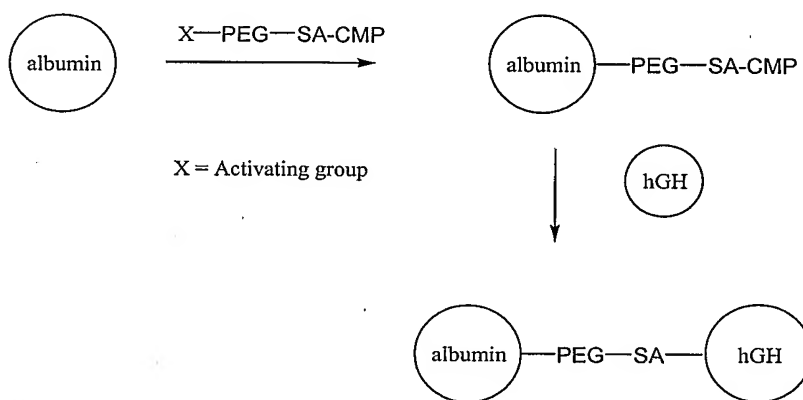 X—PEG—SA-CMP
albumin
albumin—PEG—SA-CMP
X = Activating group
hGH
albumin—PEG—SA—hGH